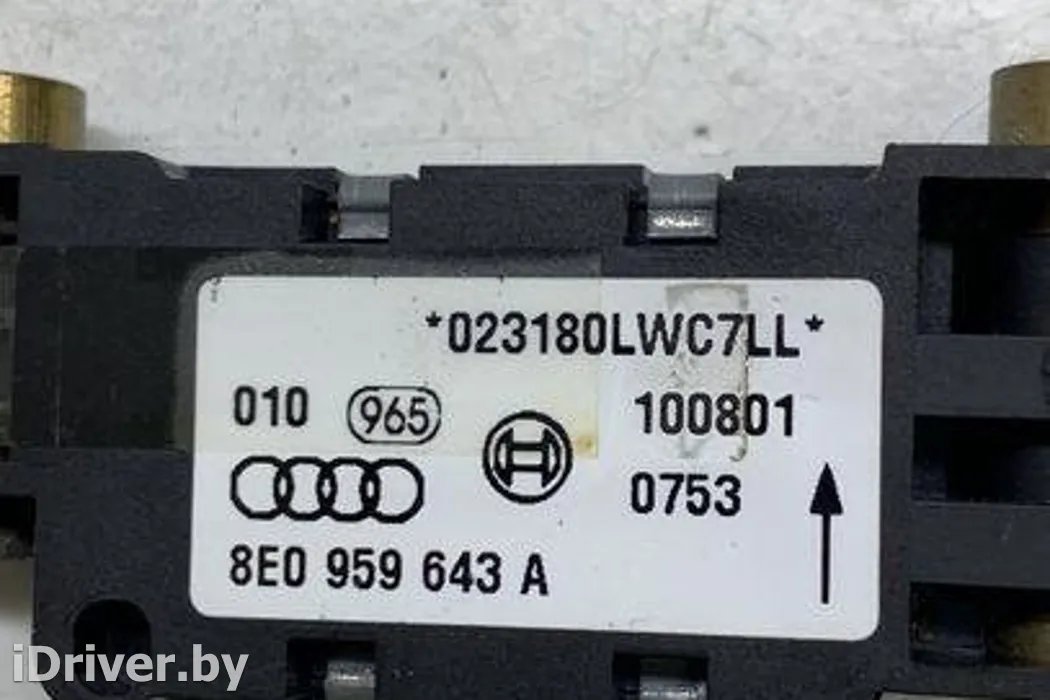 *023180LWC7LL*
010 965 100801
0753
8E0 959 643 A
iDriver.by